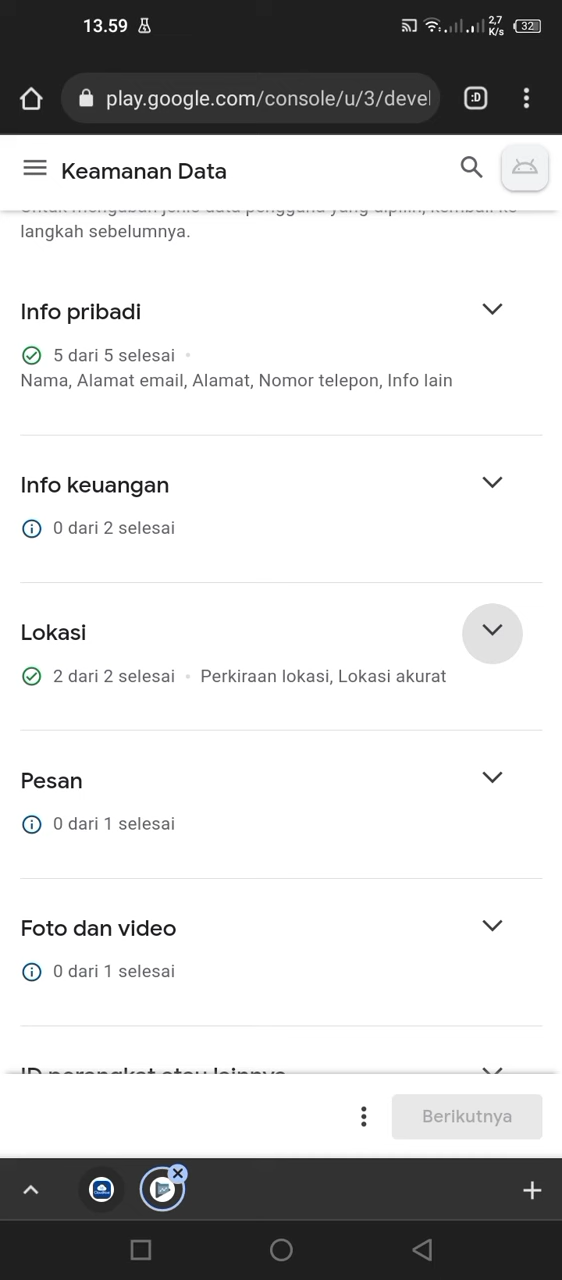 13.59
2,7
K/s
32
play.google.com/console/u/3/devel
:D
Keamanan Data
Untuk mengubah jenis data pengguna yang dipilih, kembali ke
langkah sebelumnya.
Info pribadi
5 dari 5 selesai •
Nama, Alamat email, Alamat, Nomor telepon, Info lain
Info keuangan
0 dari 2 selesai
Lokasi
2 dari 2 selesai • Perkiraan lokasi, Lokasi akurat
Pesan
0 dari 1 selesai
Foto dan video
0 dari 1 selesai
ID perangkat atau lainnya
Berikutnya